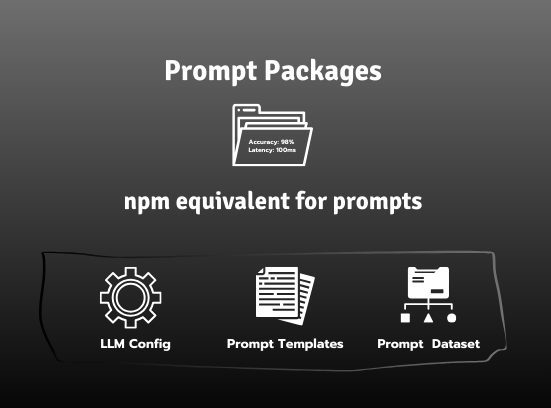 Prompt Packages
Accuracy: 98%
Latency: 100ms
npm equivalent for prompts
LLM Config
Prompt Templates
Prompt Dataset